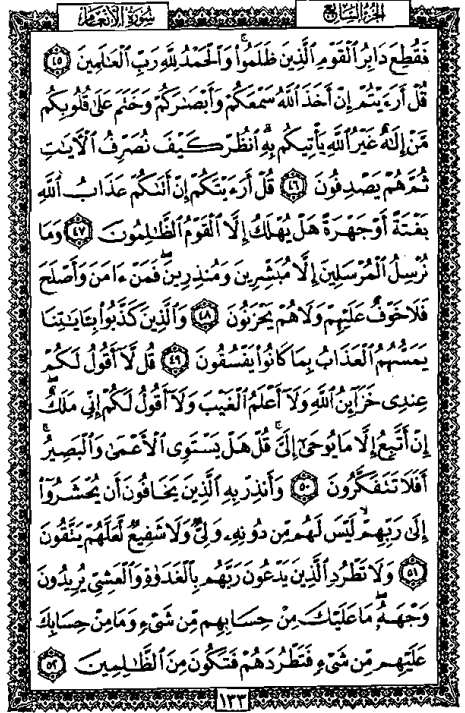 الجزء السابع
سورة الأنعام
فَقُطِعَ دَابِرُ ٱلْقَوْمِ ٱلَّذِينَ ظَلَمُوا۟ ۚ وَٱلْحَمْدُ لِلَّهِ رَبِّ ٱلْعَـٰلَمِينَ ٤٥
قُلْ أَرَءَيْتُمْ إِنْ أَخَذَ ٱللَّهُ سَمْعَكُمْ وَأَبْصَـٰرَكُمْ وَخَتَمَ عَلَىٰ قُلُوبِكُم
مَّنْ إِلَـٰهٌ غَيْرُ ٱللَّهِ يَأْتِيكُم بِهِ ۗ ٱنظُرْ كَيْفَ نُصَرِّفُ ٱلْـَٔايَـٰتِ
ثُمَّ هُمْ يَصْدِفُونَ ٤٦ قُلْ أَرَءَيْتَكُمْ إِنْ أَتَىٰكُمْ عَذَابُ ٱللَّهِ
بَغْتَةً أَوْ جَهْرَةً هَلْ يُهْلَكُ إِلَّا ٱلْقَوْمُ ٱلظَّـٰلِمُونَ ٤٧ وَمَا
نُرْسِلُ ٱلْمُرْسَلِينَ إِلَّا مُبَشِّرِينَ وَمُنذِرِينَ ۖ فَمَنْ ءَامَنَ وَأَصْلَحَ
فَلَا خَوْفٌ عَلَيْهِمْ وَلَا هُمْ يَحْزَنُونَ ٤٨ وَٱلَّذِينَ كَذَّبُوا۟ بِـَٔايَـٰتِنَا
يَمَسُّهُمُ ٱلْعَذَابُ بِمَا كَانُوا۟ يَفْسُقُونَ ٤٩ قُل لَّآ أَقُولُ لَكُمْ
عِندِى خَزَآئِنُ ٱللَّهِ وَلَآ أَعْلَمُ ٱلْغَيْبَ وَلَآ أَقُولُ لَكُمْ إِنِّى مَلَكٌ ۖ
إِنْ أَتَّبِعُ إِلَّا مَا يُوحَىٰٓ إِلَىَّ ۚ قُلْ هَلْ يَسْتَوِى ٱلْأَعْمَىٰ وَٱلْبَصِيرُ ۚ
أَفَلَا تَتَفَكَّرُونَ ٥٠ وَأَنذِرْ بِهِ ٱلَّذِينَ يَخَافُونَ أَن يُحْشَرُوٓا۟
إِلَىٰ رَبِّهِمْ ۙ لَيْسَ لَهُم مِّن دُونِهِۦ وَلِىٌّ وَلَا شَفِيعٌ لَّعَلَّهُمْ يَتَّقُونَ
٥١ وَلَا تَطْرُدِ ٱلَّذِينَ يَدْعُونَ رَبَّهُم بِٱلْغَدَوٰةِ وَٱلْعَشِىِّ يُرِيدُونَ
وَجْهَهُۥ ۖ مَا عَلَيْكَ مِنْ حِسَابِهِم مِّن شَىْءٍ وَمَا مِنْ حِسَابِكَ
عَلَيْهِم مِّن شَىْءٍ فَتَطْرُدَهُمْ فَتَكُونَ مِنَ ٱلظَّـٰلِمِينَ ٥٢
١٣٣